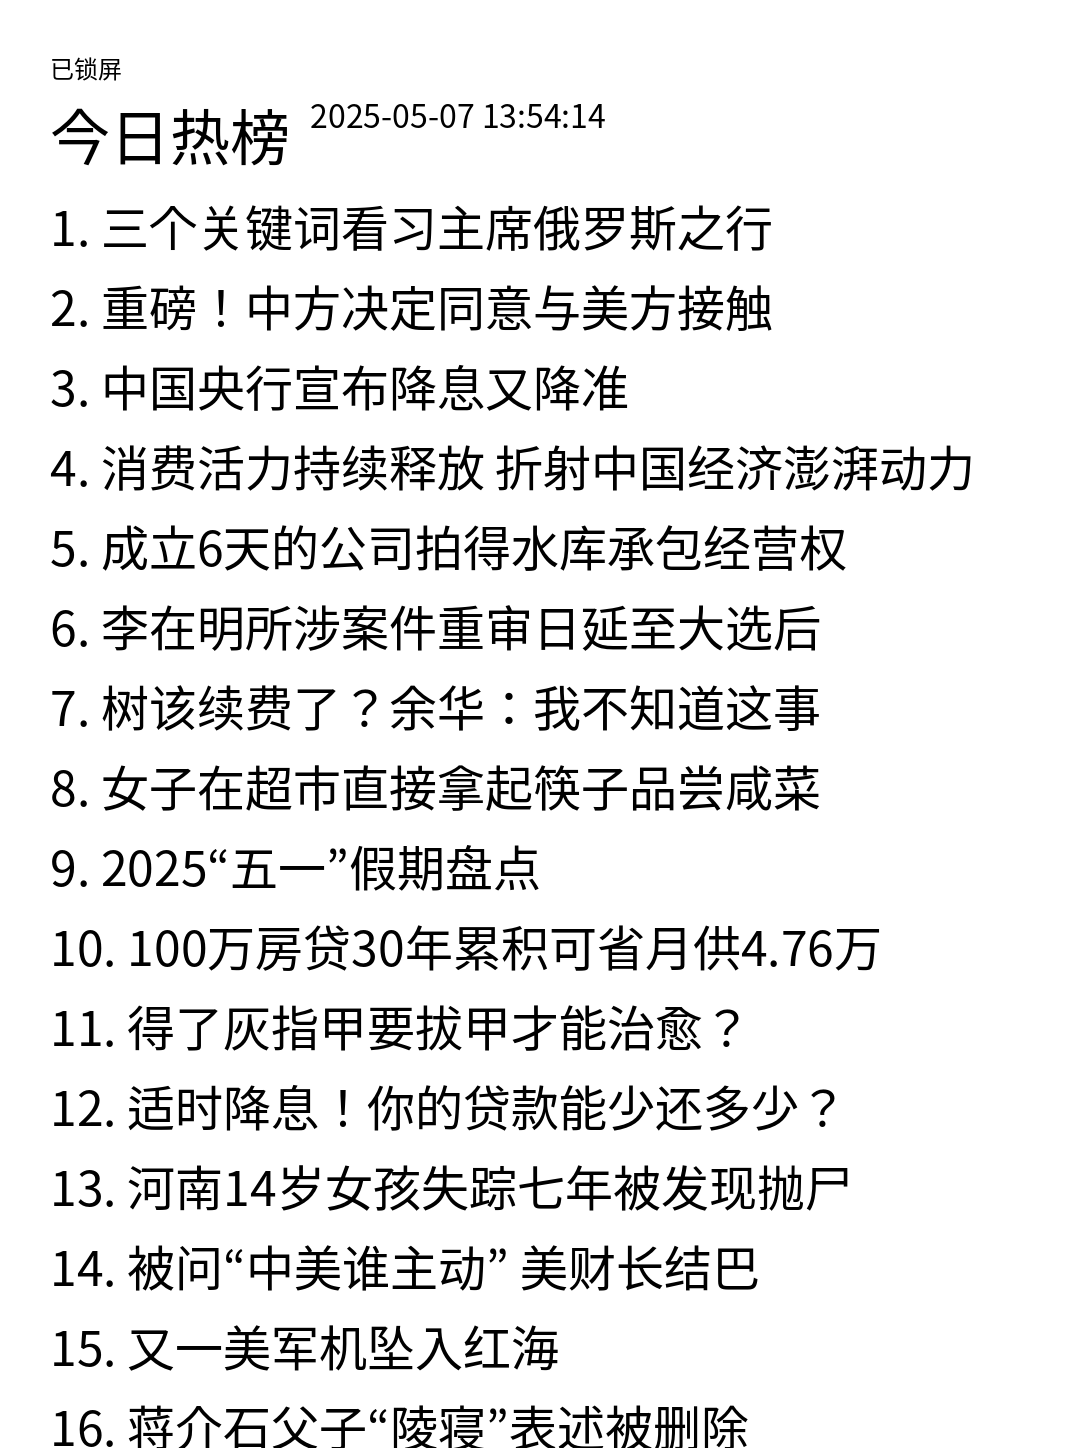 已锁屏
今日热榜 2025-05-07 13:54:14
1. 三个关键词看习主席俄罗斯之行
2. 重磅！中方决定同意与美方接触
3. 中国央行宣布降息又降准
4. 消费活力持续释放 折射中国经济澎湃动力
5. 成立6天的公司拍得水库承包经营权
6. 李在明所涉案件重审日延至大选后
7. 树该续费了？余华：我不知道这事
8. 女子在超市直接拿起筷子品尝咸菜
9. 2025“五一”假期盘点
10. 100万房贷30年累积可省月供4.76万
11. 得了灰指甲要拔甲才能治愈？
12. 适时降息！你的贷款能少还多少？
13. 河南14岁女孩失踪七年被发现抛尸
14. 被问“中美谁主动” 美财长结巴
15. 又一美军机坠入红海
16. 蒋介石父子“陵寝”表述被删除